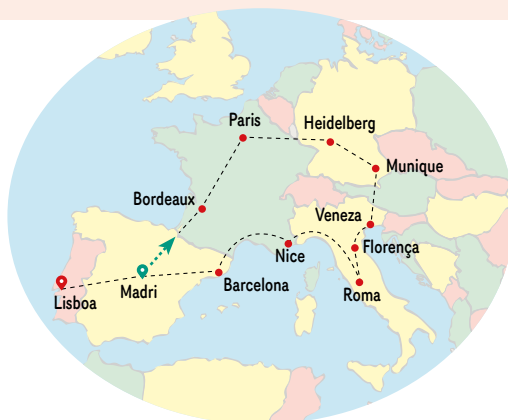 Paris
Heidelberg
Munique
Bordeaux
Veneza
Florença
Nice
Barcelona
Madri
Lisboa
Roma